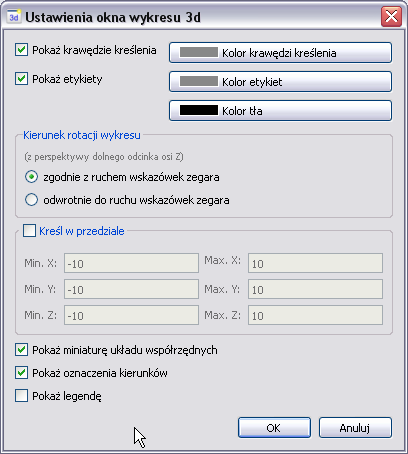 3d Ustawienia okna wykresu 3d
Pokaż krawędzie kreślenia
Kolor krawędzi kreślenia
Pokaż etykiety
Kolor etykiet
Kolor tła
Kierunek rotacji wykresu
(z perspektywy dolnego odcinka osi Z)
zgodnie z ruchem wskazówek zegara
odwrotnie do ruchu wskazówek zegara
Kreśl w przedziale
Min. X: -10 Max. X: 10
Min. Y: -10 Max. Y: 10
Min. Z: -10 Max. Z: 10
Pokaż miniaturę układu współrzędnych
Pokaż oznaczenia kierunków
Pokaż legendę
OK Anuluj